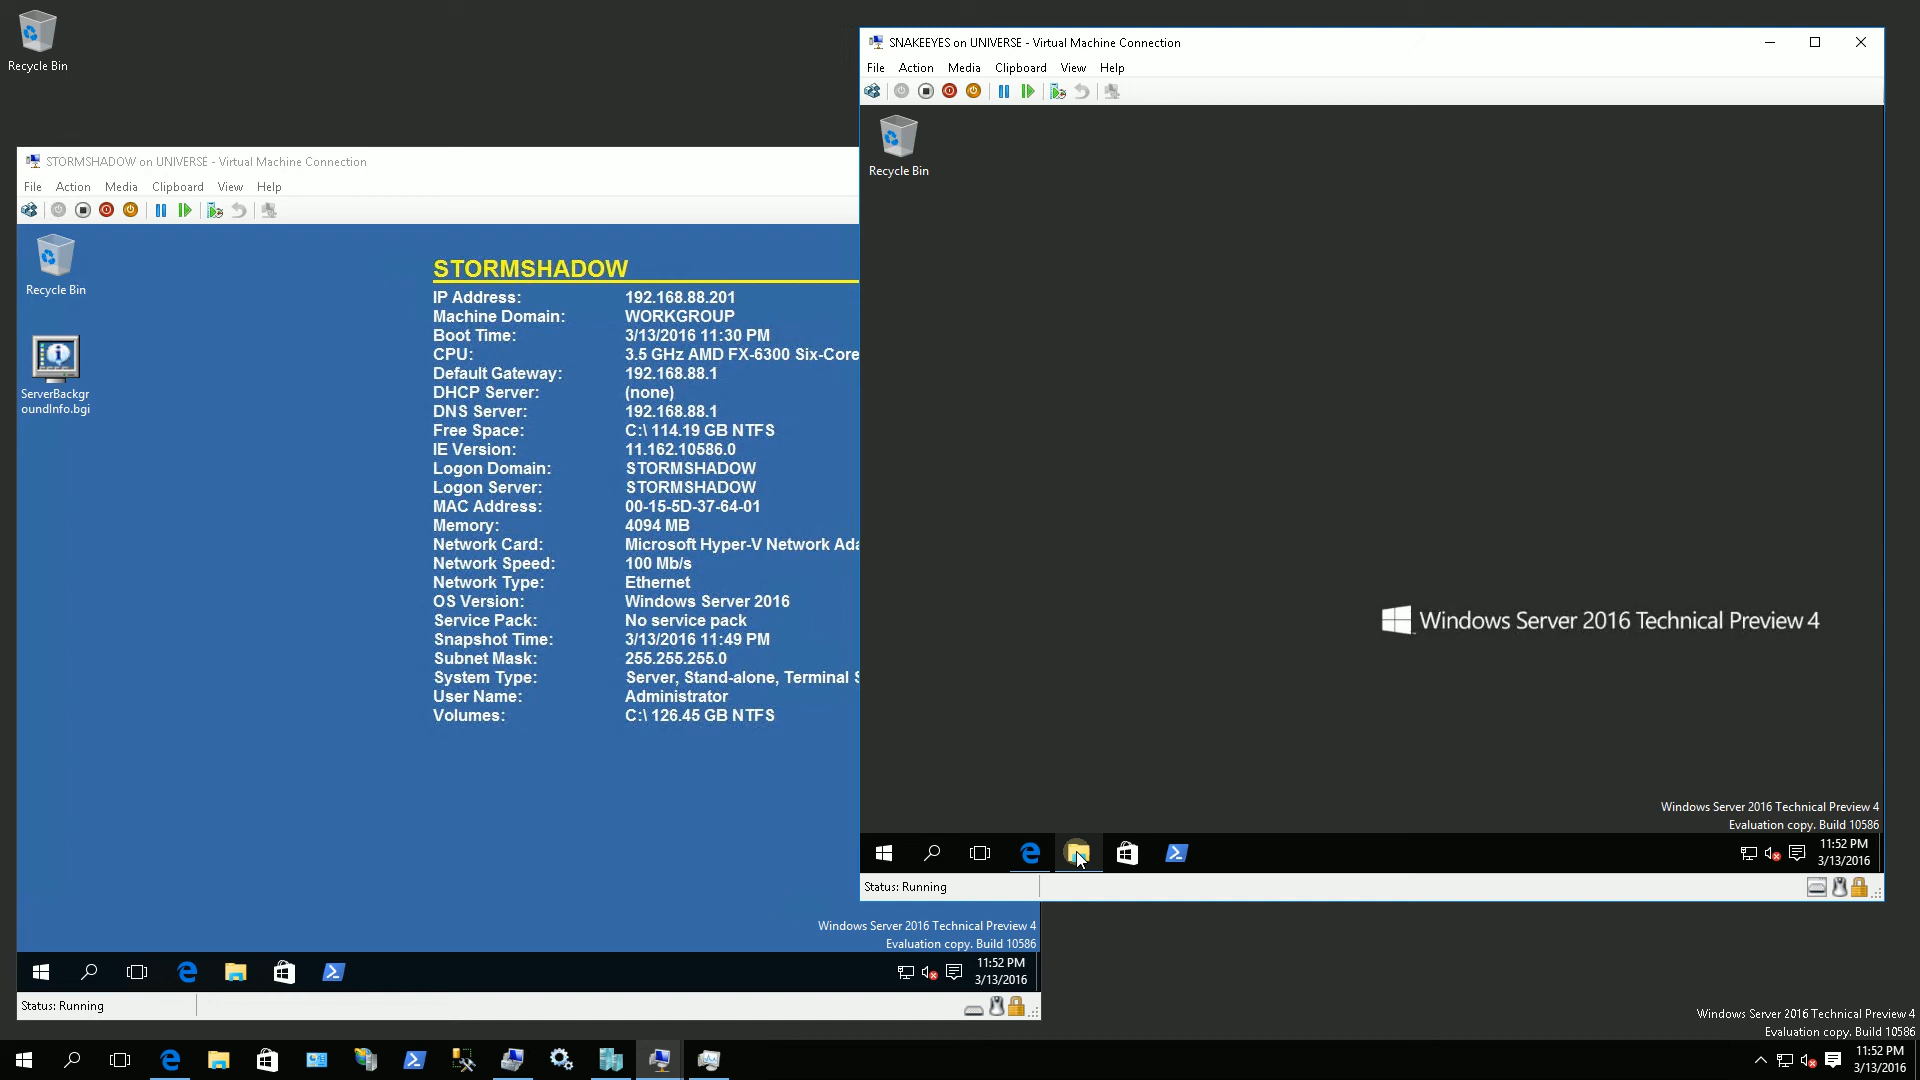 Recycle Bin
SNAKEEYES on UNIVERSE - Virtual Machine Connection
File Action Media Clipboard View Help
Recycle Bin
STORMSHADOW on UNIVERSE - Virtual Machine Connection
File Action Media Clipboard View Help
Recycle Bin
ServerBackgr
oundInfo.bgi
STORMSHADOW
IP Address: 192.168.88.201
Machine Domain: WORKGROUP
Boot Time: 3/13/2016 11:30 PM
CPU: 3.5 GHz AMD FX-6300 Six-Core
Default Gateway: 192.168.88.1
DHCP Server: (none)
DNS Server: 192.168.88.1
Free Space: C:\ 114.19 GB NTFS
IE Version: 11.162.10586.0
Logon Domain: STORMSHADOW
Logon Server: STORMSHADOW
MAC Address: 00-15-5D-37-64-01
Memory: 4094 MB
Network Card: Microsoft Hyper-V Network Ada
Network Speed: 100 Mb/s
Network Type: Ethernet
OS Version: Windows Server 2016
Service Pack: No service pack
Snapshot Time: 3/13/2016 11:49 PM
Subnet Mask: 255.255.255.0
System Type: Server, Stand-alone, Terminal S
User Name: Administrator
Volumes: C:\ 126.45 GB NTFS
Windows Server 2016 Technical Preview 4
Windows Server 2016 Technical Preview 4
Evaluation copy. Build 10586
11:52 PM
3/13/2016
Status: Running
Windows Server 2016 Technical Preview 4
Evaluation copy. Build 10586
11:52 PM
3/13/2016
Status: Running
Windows Server 2016 Technical Preview 4
Evaluation copy. Build 10586
11:52 PM
3/13/2016